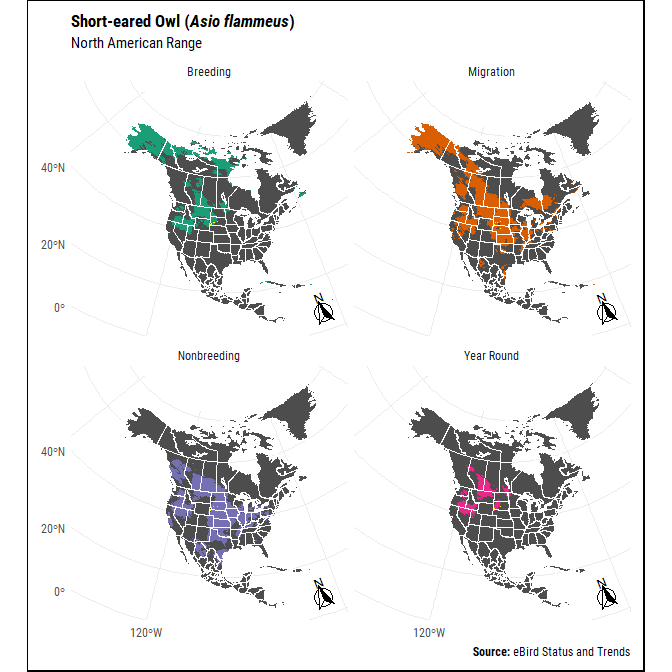 Short-eared Owl (Asio flammeus)
North American Range
Breeding
Migration
40°N
20°N
0°
N
N
Nonbreeding
Year Round
40°N
20°N
0°
N
N
120°W
120°W
Source: eBird Status and Trends